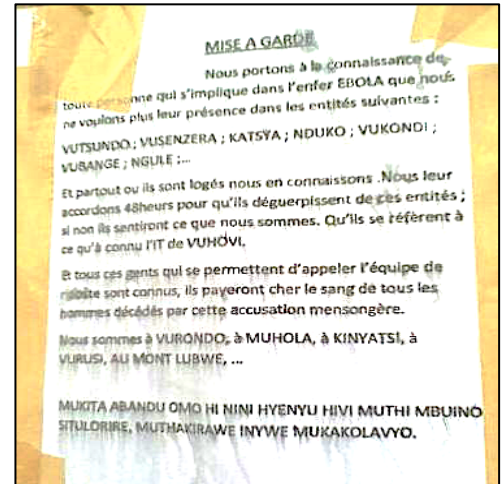 MISE A GARDE
Nous portons à la connaissance de
toute personne qui s'implique dans l'enfer EBOLA que nous
ne voulons plus leur présence dans les entités suivantes :
VUTSUNDO ; VUSENZERA ; KATSYA ; NDUKO ; VUKONDI ;
VUBANGE ; NGULE ;...
Et partout ou ils sont logés nous en connaissons .Nous leur
accordons 48heurs pour qu'ils déguerpissent de ces entités ;
si non ils sentiront ce que nous sommes. Qu'ils se réfèrent à
ce qu'à connu l'IT de VUHOVI.
Et tous ces gents qui se permettent d'appeler l'équipe de
sont connus, ils payeront cher le sang de tous les
hommes décédés par cette accusation mensongère.
Nous sommes à VURONDO, à MUHOLA, à KINYATSI, à
VURUSI, AU MONT LUBWE, ...
MUKITA ABANDU OMO HI NINI HYENYU HIVI MUTHI MBUINO
SITULORIRE, MUTHAKIRAWE INYWE MUKAKOLAVYO.